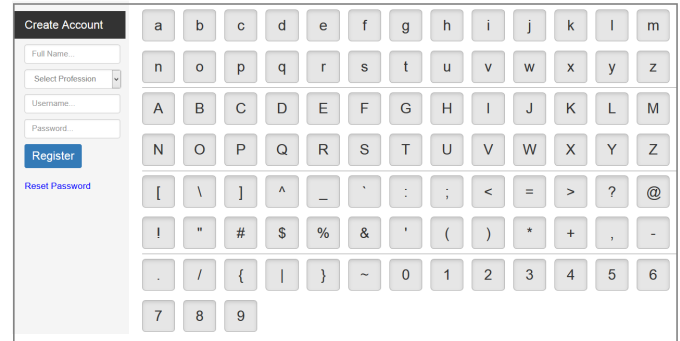 Create Account
Full Name...
Select Profession
Username...
Password...
Register
Reset Password
a b c d e f g h i j k l m
n o p q r s t u v w x y z
A B C D E F G H I J K L M
N O P Q R S T U V W X Y Z
[ \ ] ^ _ ` : ; < = > ? @
! " # $ % & ' ( ) * + , -
. / { | } ~ 0 1 2 3 4 5 6
7 8 9